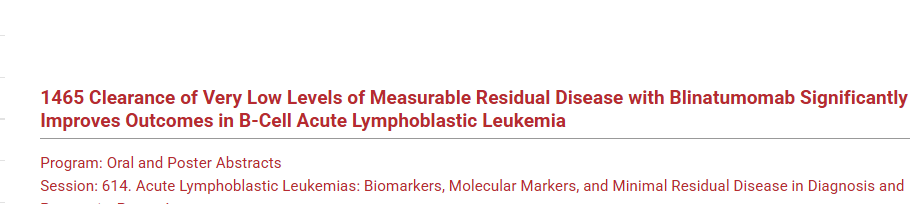 1465 Clearance of Very Low Levels of Measurable Residual Disease with Blinatumomab Significantly
Improves Outcomes in B-Cell Acute Lymphoblastic Leukemia
Program: Oral and Poster Abstracts
Session: 614. Acute Lymphoblastic Leukemias: Biomarkers, Molecular Markers, and Minimal Residual Disease in Diagnosis and